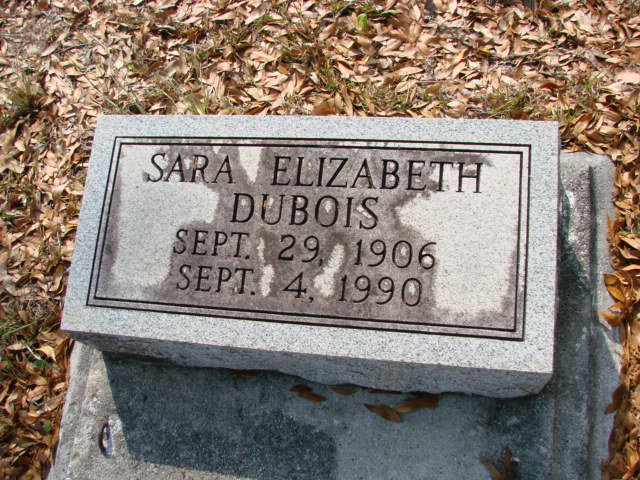 SARA ELIZABETH
DUBOIS
SEPT. 29, 1906
SEPT. 4, 1990